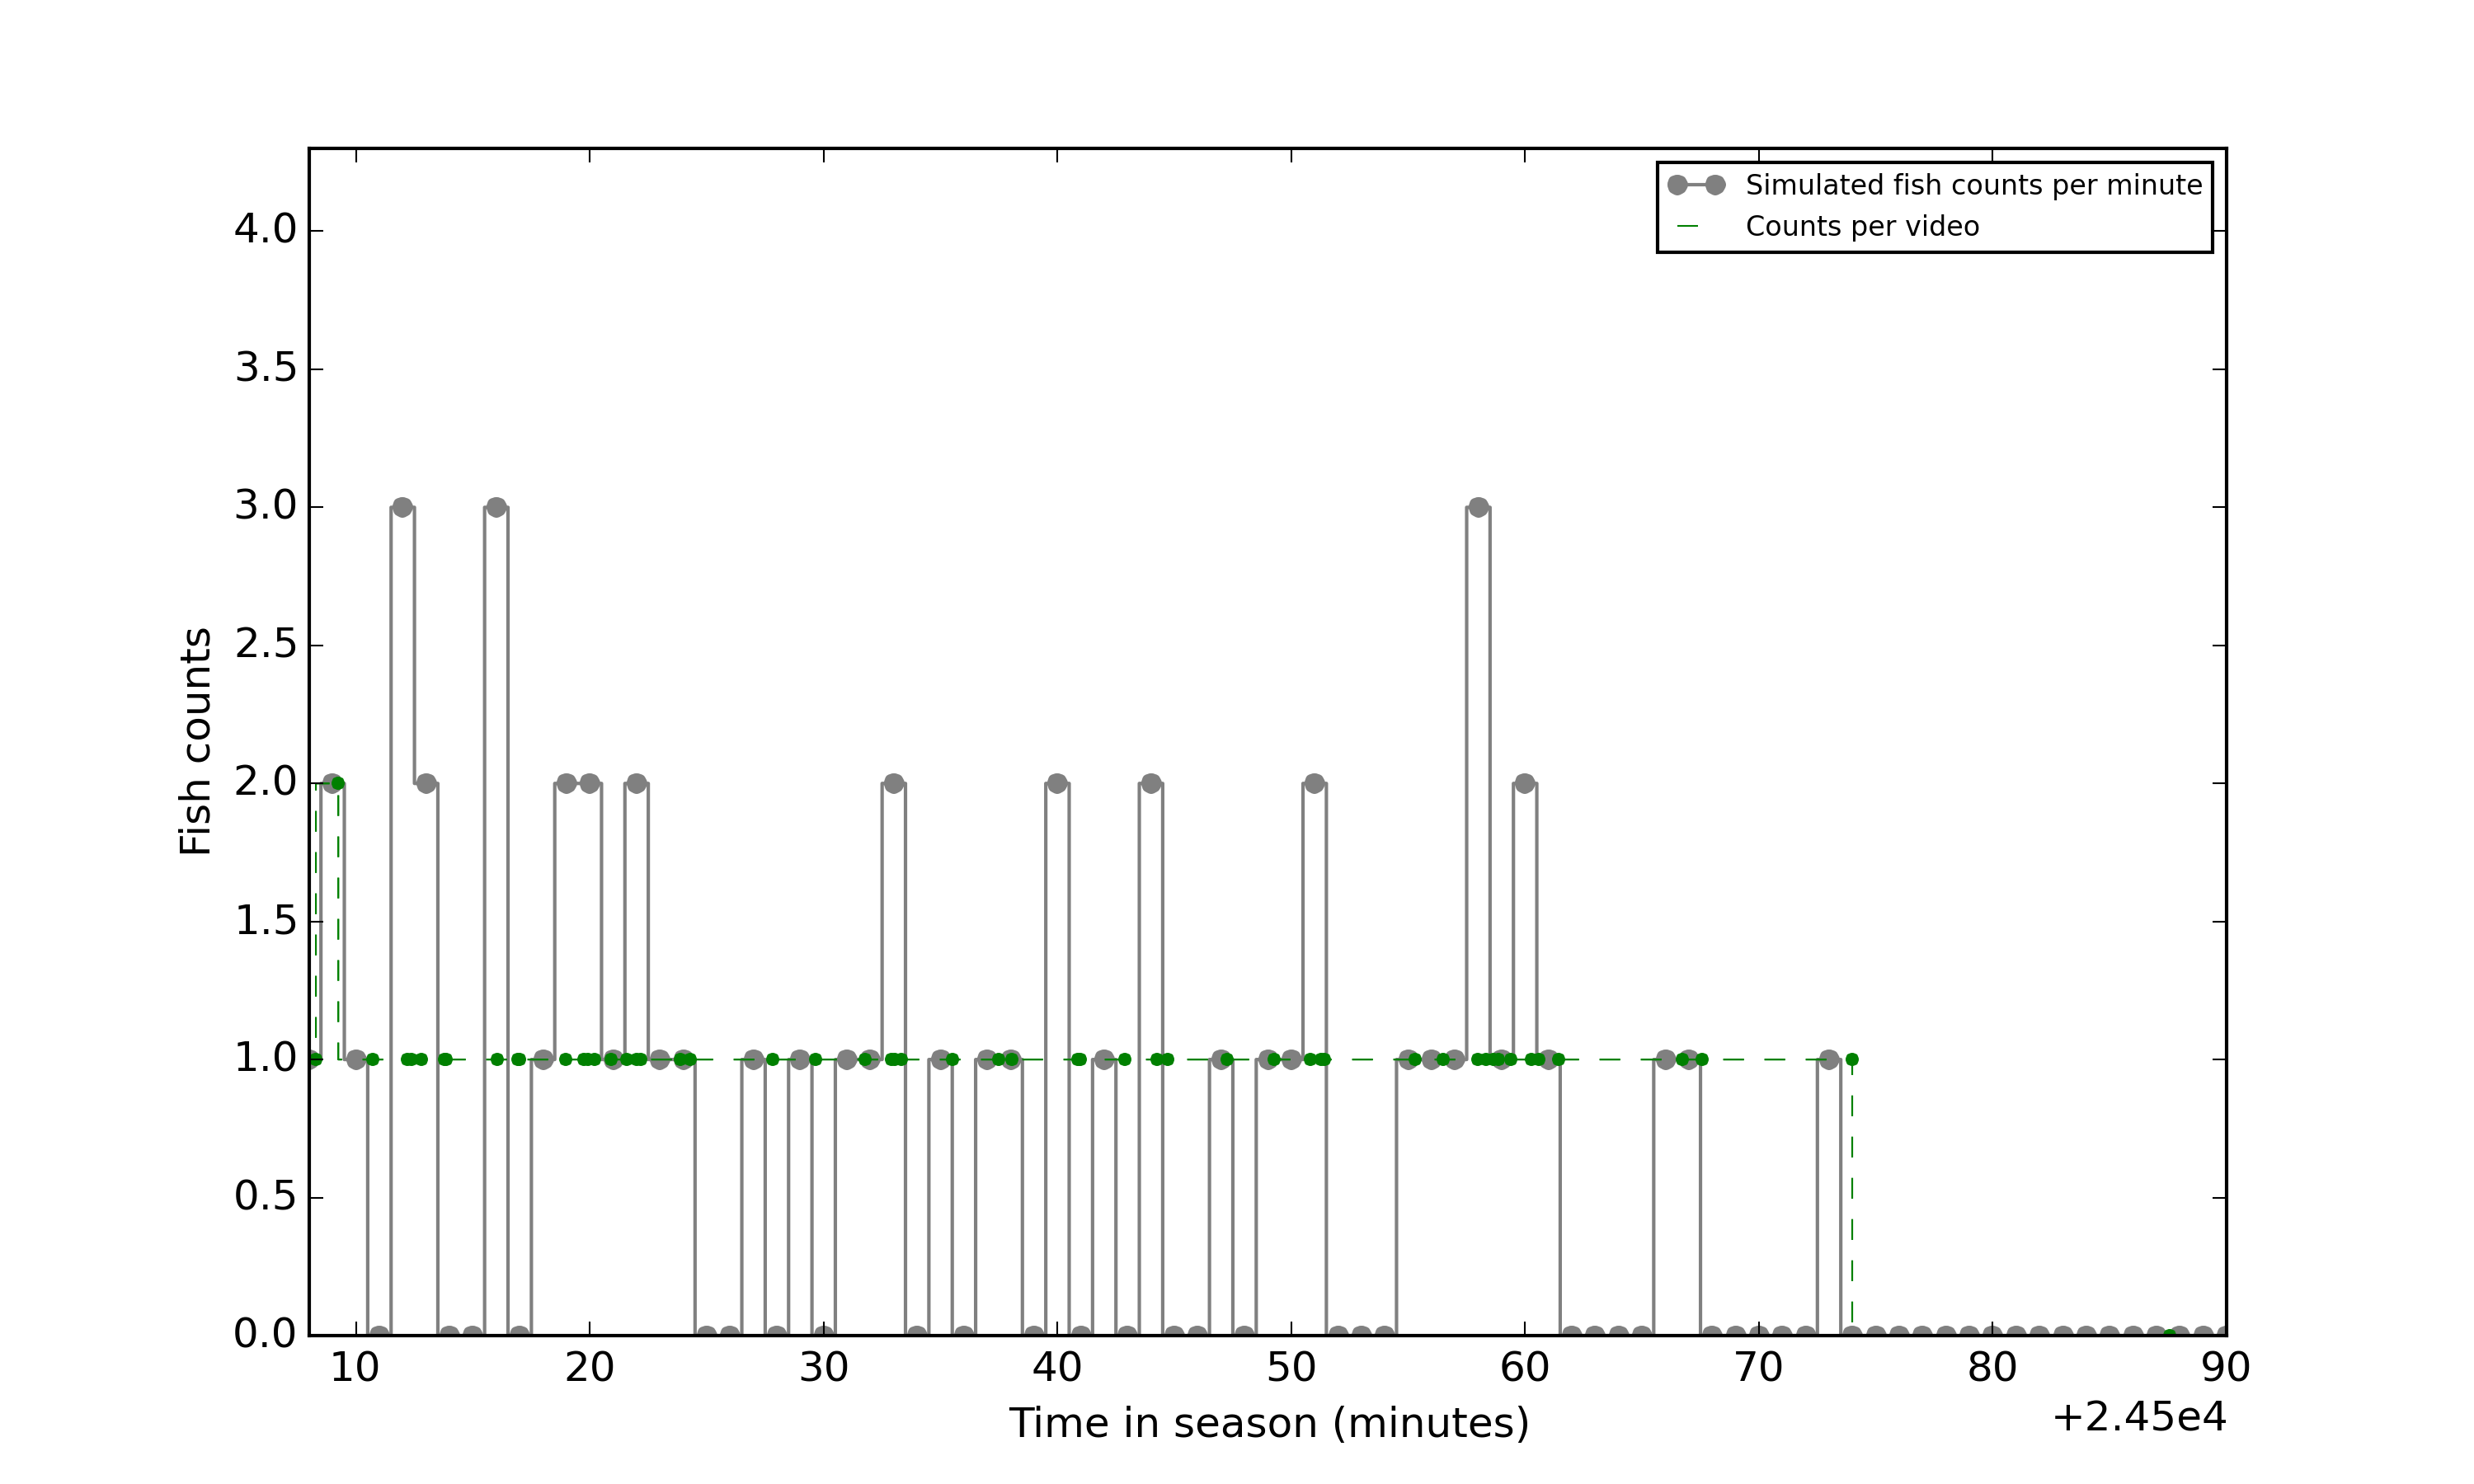 Simulated fish counts per minute
Counts per video
4.0
3.5
3.0
2.5
2.0
1.5
1.0
0.5
0.0
Fish counts
10 20 30 40 50 60 70 80 90
+2.45e4
Time in season (minutes)